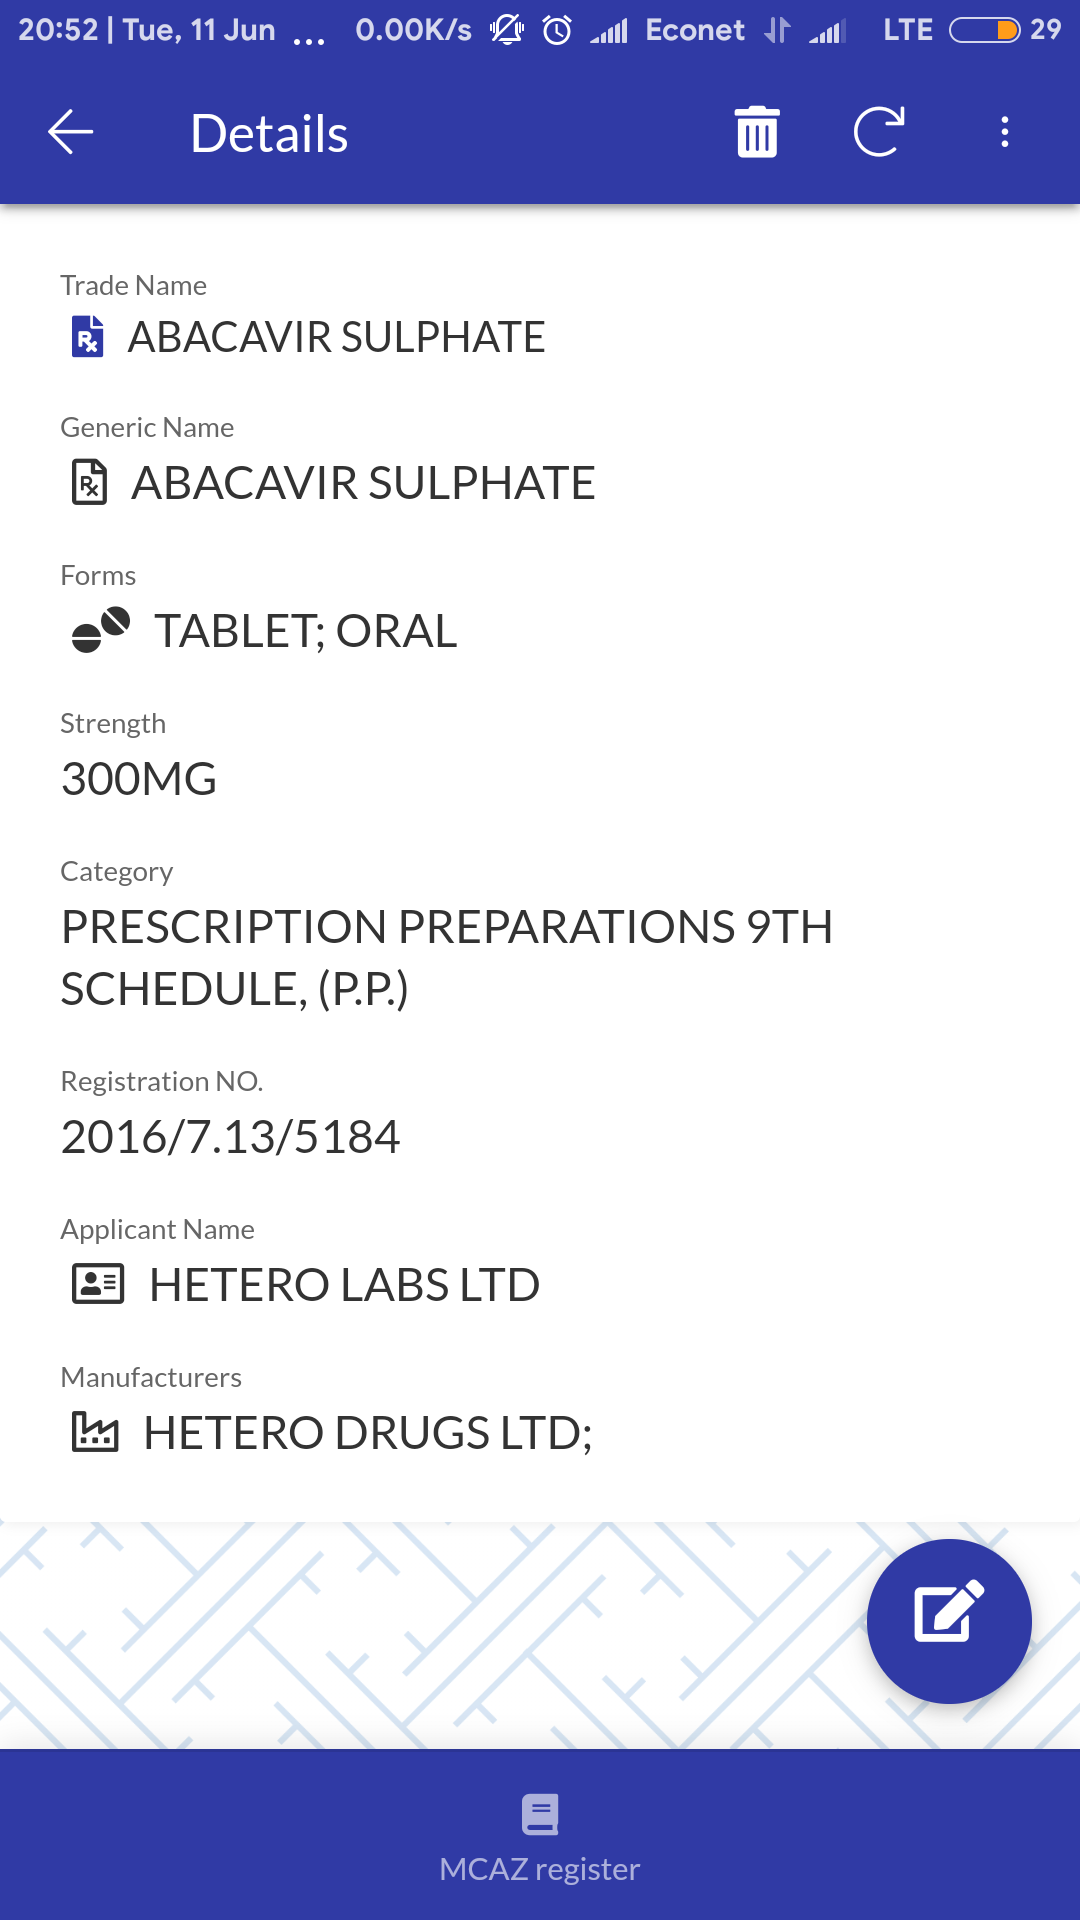 20:52 | Tue, 11 Jun ... 0.00K/s Econet LTE 29
Details
Trade Name
ABACAVIR SULPHATE
Generic Name
ABACAVIR SULPHATE
Forms
TABLET; ORAL
Strength
300MG
Category
PRESCRIPTION PREPARATIONS 9TH
SCHEDULE, (P.P.)
Registration NO.
2016/7.13/5184
Applicant Name
HETERO LABS LTD
Manufacturers
HETERO DRUGS LTD;
MCAZ register